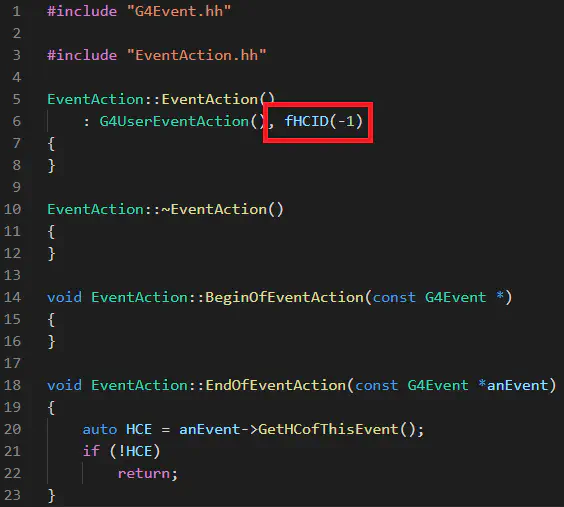 1 #include "G4Event.hh"
2
3 #include "EventAction.hh"
4
5 EventAction::EventAction()
6     : G4UserEventAction(), fHCID(-1)
7 {
8 }
9
10 EventAction::~EventAction()
11 {
12 }
13
14 void EventAction::BeginOfEventAction(const G4Event *)
15 {
16 }
17
18 void EventAction::EndOfEventAction(const G4Event *anEvent)
19 {
20     auto HCE = anEvent->GetHCofThisEvent();
21     if (!HCE)
22         return;
23 }